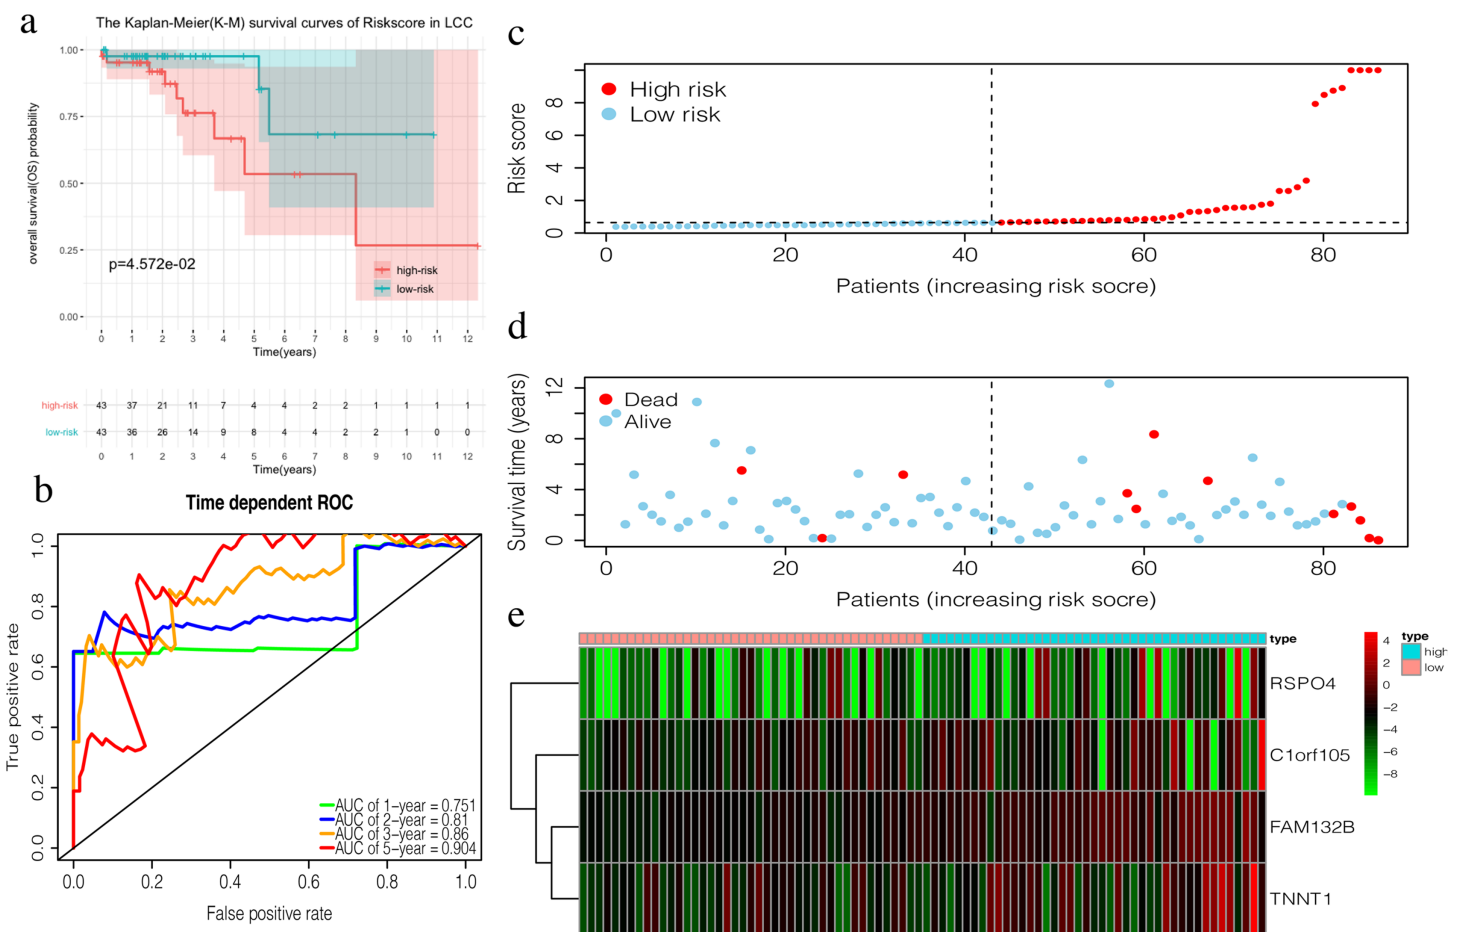 a
The Kaplan-Meier(K-M) survival curves of Riskscore in LCC
overall survival(OS) probability
1.00
0.75
0.50
0.25
0.00
p=4.572e-02
high-risk
low-risk
0 1 2 3 4 5 6 7 8 9 10 11 12
Time(years)
high-risk 43 37 21 11 7 4 4 2 2 1 1 1 1
low-risk 43 36 26 14 9 8 4 4 2 2 1 0 0
0 1 2 3 4 5 6 7 8 9 10 11 12
Time(years)
b
Time dependent ROC
True positive rate
1.0
0.8
0.6
0.4
0.2
0.0
AUC of 1-year = 0.751
AUC of 2-year = 0.81
AUC of 3-year = 0.86
AUC of 5-year = 0.904
0.0 0.2 0.4 0.6 0.8 1.0
False positive rate
c
Risk score
8
6
4
2
0
High risk
Low risk
0 20 40 60 80
Patients (increasing risk socre)
d
Survival time (years)
12
8
4
0
Dead
Alive
0 20 40 60 80
Patients (increasing risk socre)
e
type
RSPO4
C1orf105
FAM132B
TNNT1
4
2
0
−2
−4
−6
−8
type
high
low